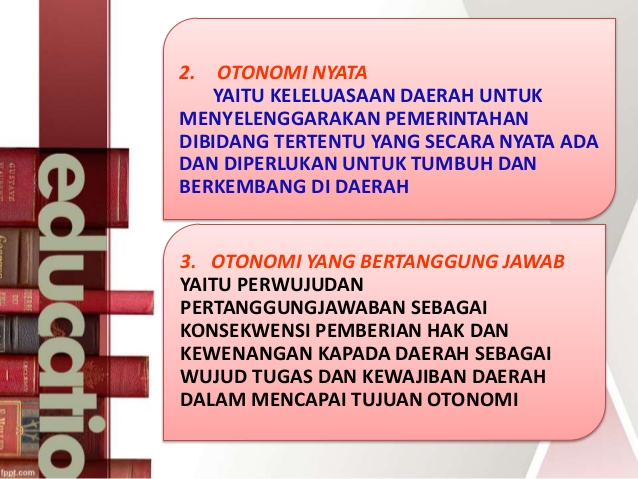 2. OTONOMI NYATA
YAITU KELELUASAAN DAERAH UNTUK
MENYELENGGARAKAN PEMERINTAHAN
DIBIDANG TERTENTU YANG SECARA NYATA ADA
DAN DIPERLUKAN UNTUK TUMBUH DAN
BERKEMBANG DI DAERAH
3. OTONOMI YANG BERTANGGUNG JAWAB
YAITU PERWUJUDAN
PERTANGGUNGJAWABAN SEBAGAI
KONSEKWENSI PEMBERIAN HAK DAN
KEWENANGAN KAPADA DAERAH SEBAGAI
WUJUD TUGAS DAN KEWAJIBAN DAERAH
DALAM MENCAPAI TUJUAN OTONOMI
educatio
fppt.com